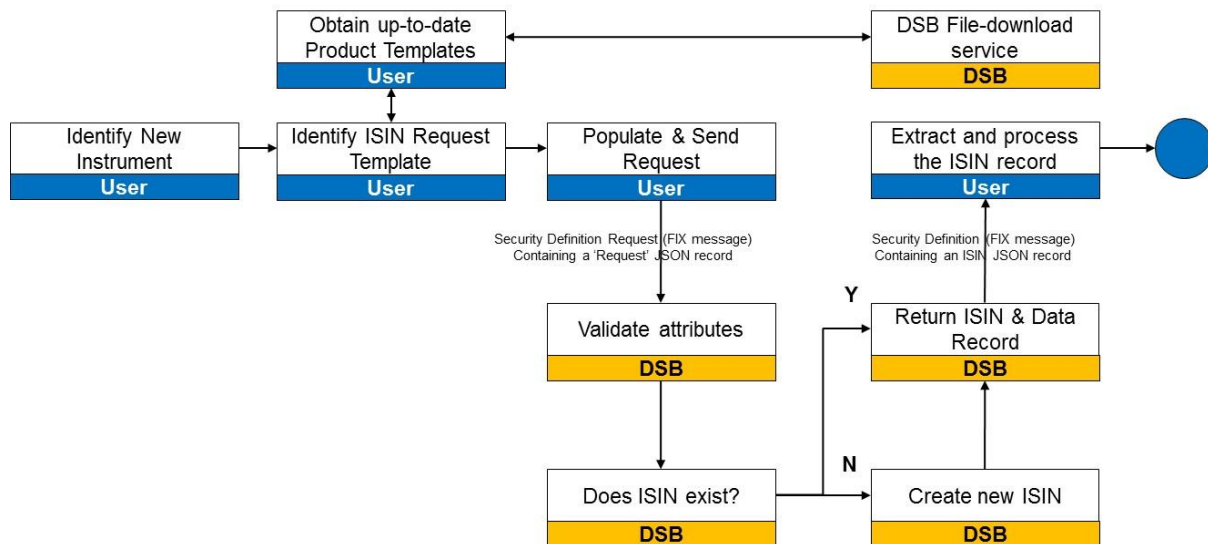 Obtain up-to-date
Product Templates
User
DSB File-download
service
DSB
Identify New
Instrument
User
Identify ISIN Request
Template
User
Populate & Send
Request
User
Extract and process
the ISIN record
User
Security Definition Request (FIX message)
Containing a ‘Request’ JSON record
Security Definition (FIX message)
Containing an ISIN JSON record
Validate attributes
DSB
Y
Return ISIN & Data
Record
DSB
Does ISIN exist?
DSB
N
Create new ISIN
DSB